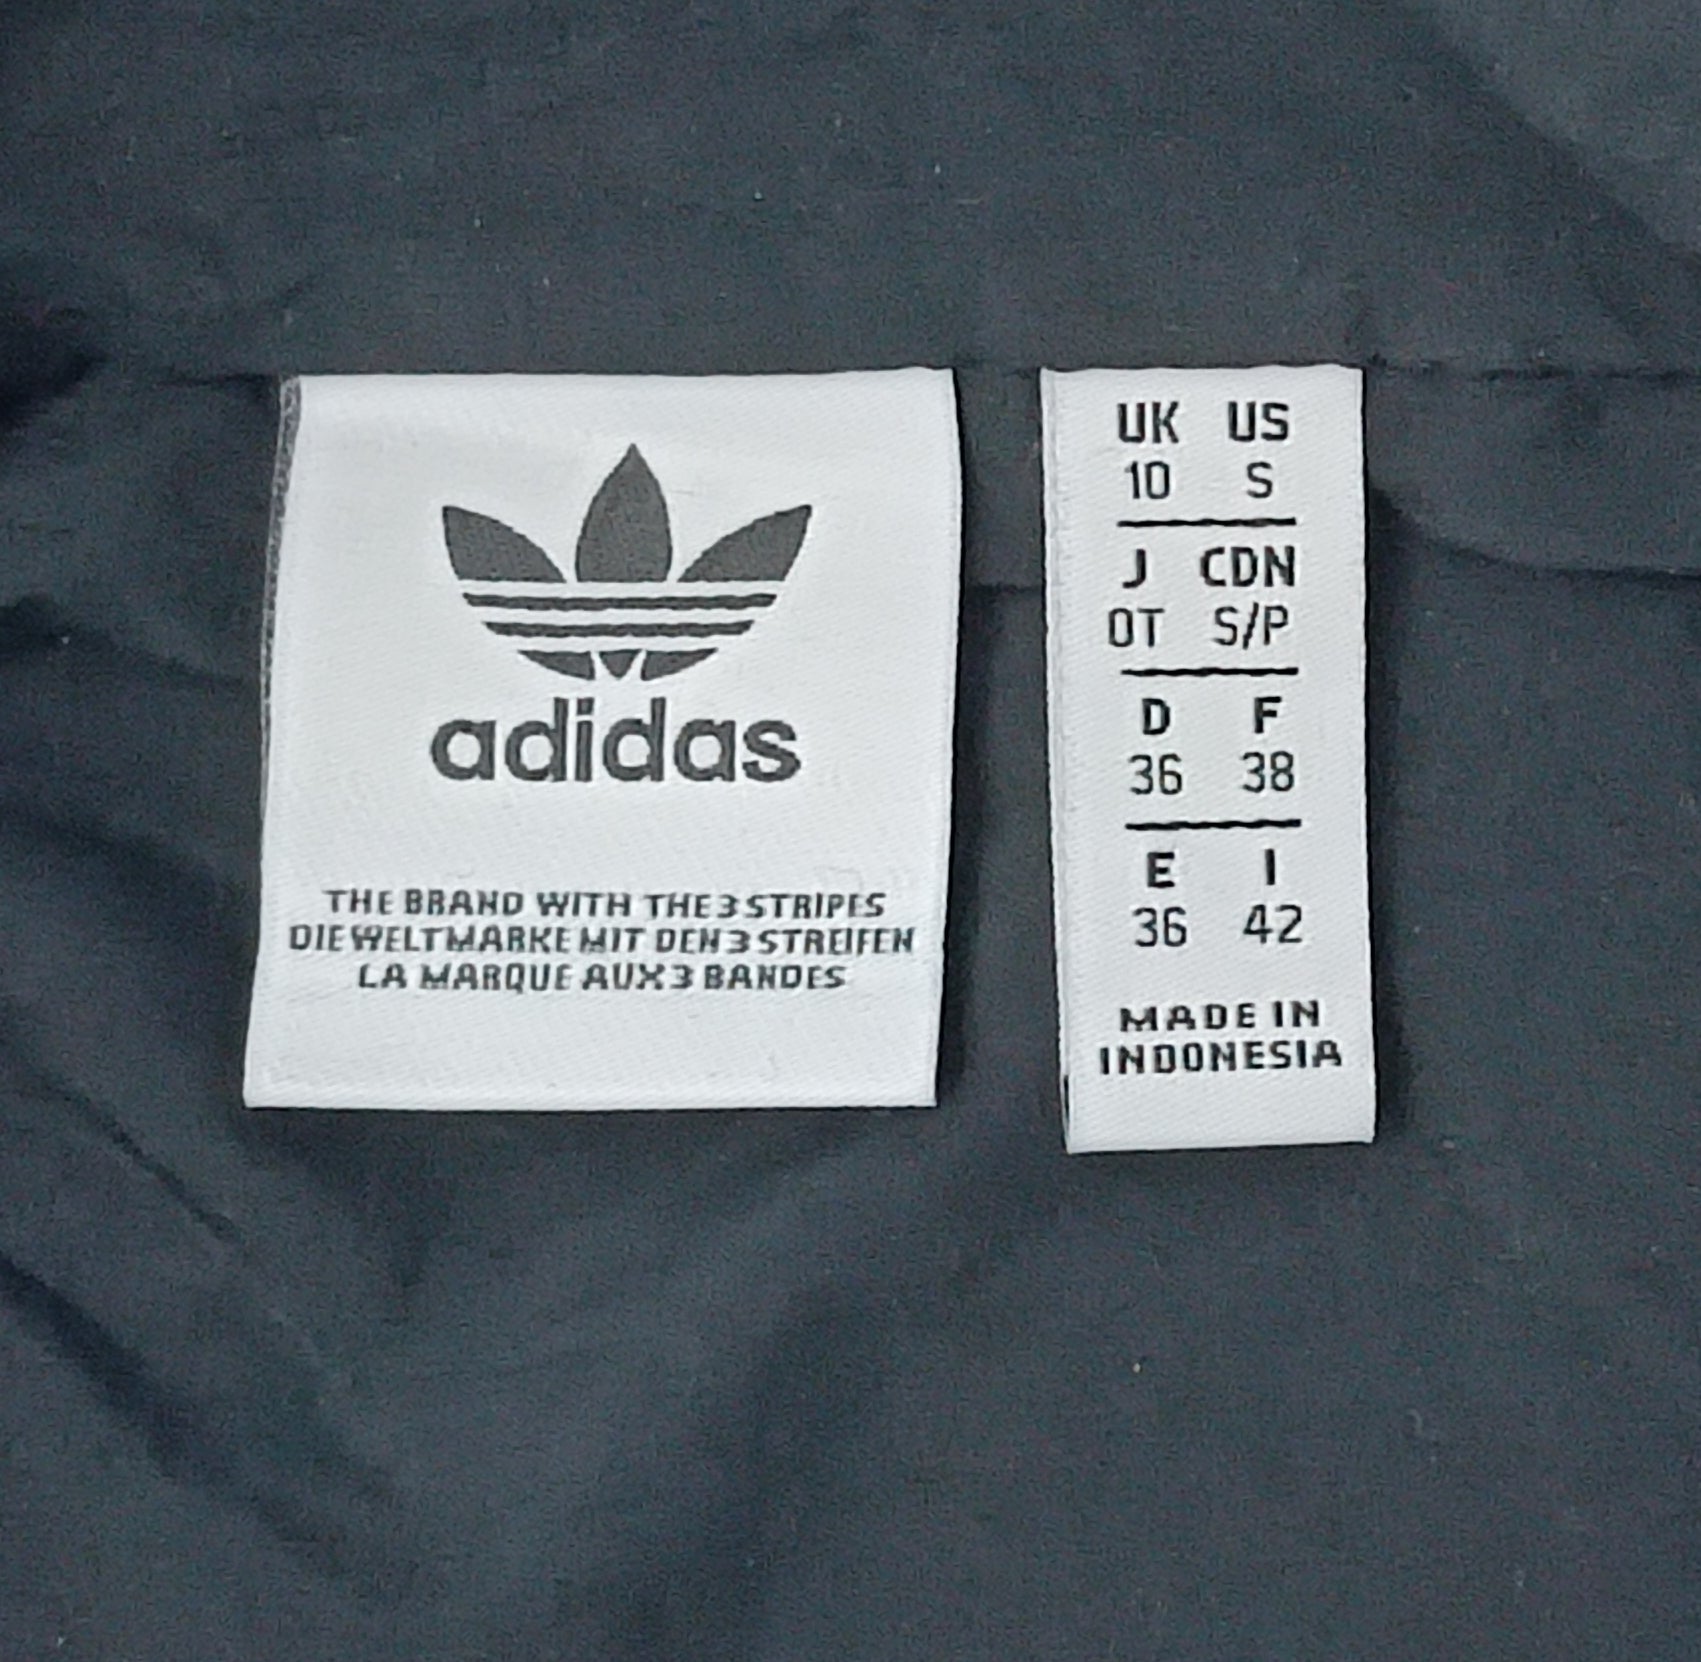 adidas
THE BRAND WITH THE 3 STRIPES
DIE WELTMARKE MIT DEN 3 STREIFEN
LA MARQUE AUX 3 BANDES
UK US
10 S
J CDN
OT S/P
D F
36 38
E I
36 42
MADE IN
INDONESIA